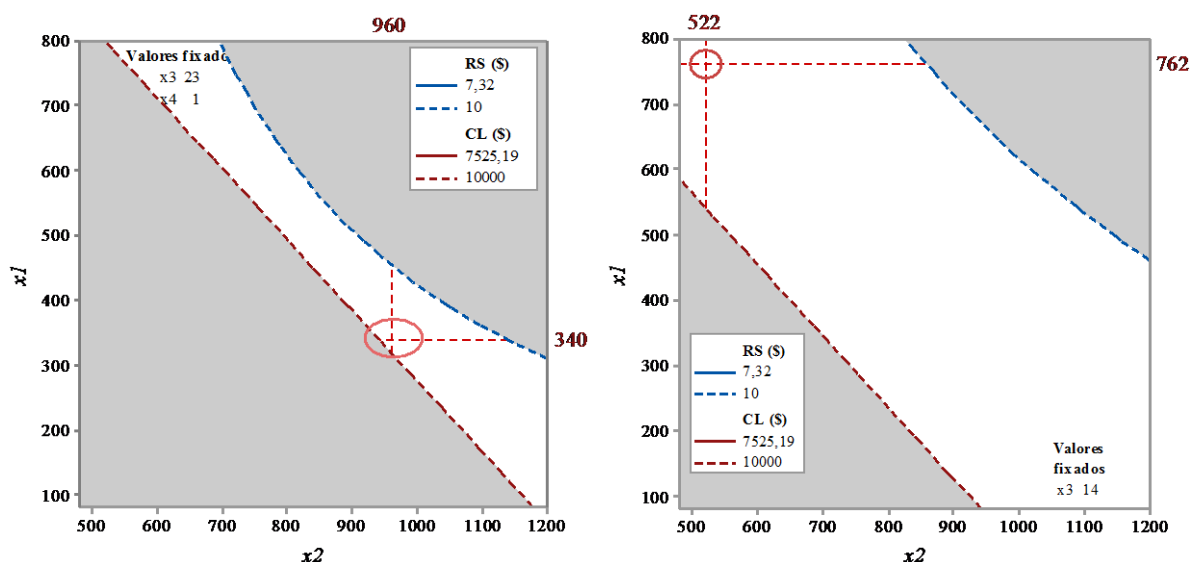 960
800
700
600
500
400
300
200
100
x1
Valores fixado
x3 23
x4 1
RS ($)
7,32
10
CL ($)
7525,19
10000
340
500 600 700 800 900 1000 1100 1200
x2
522
800
700
600
500
400
300
200
100
x1
762
RS ($)
7,32
10
CL ($)
7525,19
10000
Valores
fixados
x3 14
500 600 700 800 900 1000 1100 1200
x2